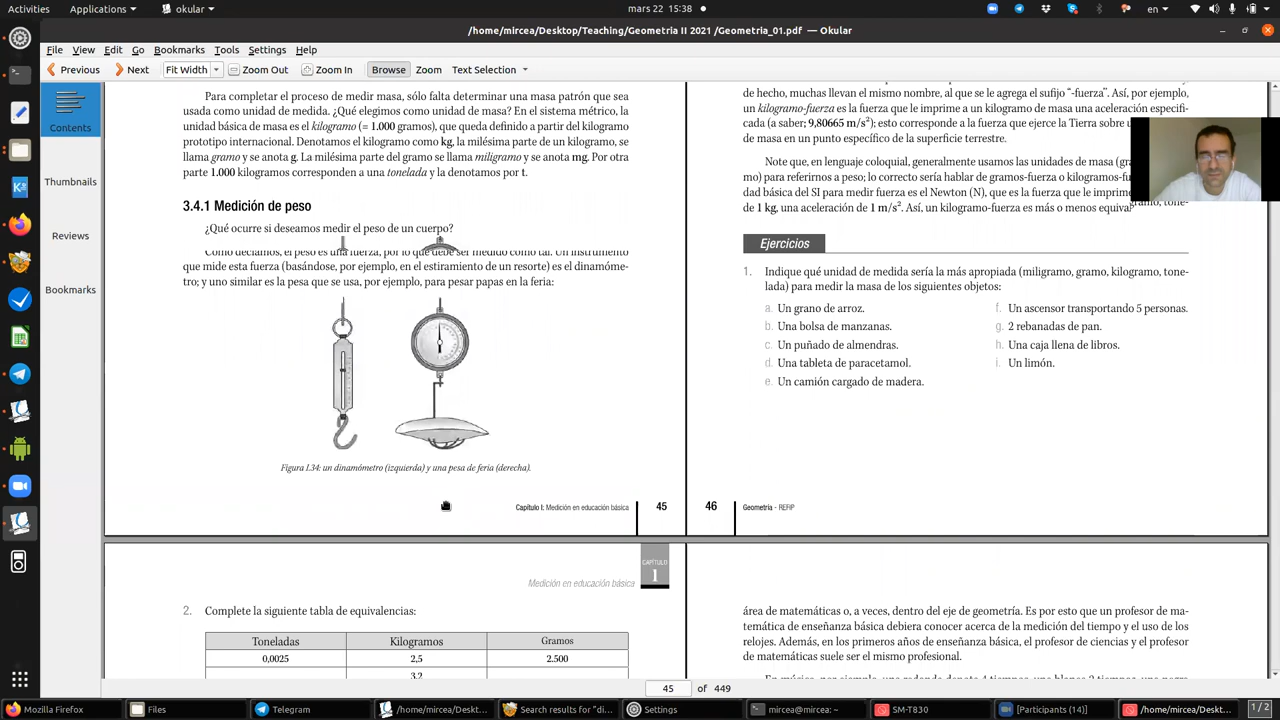 Activities
Applications
okular
mars 22 15:38
en
/home/mircea/Desktop/Teaching/Geometria II 2021 /Geometria_01.pdf — Okular
File View Edit Go Bookmarks Tools Settings Help
Previous Next Fit Width Zoom Out Zoom In Browse Zoom Text Selection
Contents
Thumbnails
Reviews
Bookmarks
Para completar el proceso de medir masa, sólo falta determinar una masa patrón que sea
usada como unidad de medida. ¿Qué elegimos como unidad de masa? En el sistema métrico, la
unidad básica de masa es el kilogramo (= 1.000 gramos), que queda definido a partir del kilogramo
prototipo internacional. Denotamos el kilogramo como kg, la milésima parte de un kilogramo, se
llama gramo y se anota g. La milésima parte del gramo se llama miligramo y se anota mg. Por otra
parte 1.000 kilogramos corresponden a una tonelada y la denotamos por t.
3.4.1 Medición de peso
¿Qué ocurre si deseamos medir el peso de un cuerpo?
Como decíamos, el peso es una fuerza, por lo que debe ser medido como tal. Un instrumento
que mide esta fuerza (basándose, por ejemplo, en el estiramiento de un resorte) es el dinamóme-
tro; y uno similar es la pesa que se usa, por ejemplo, para pesar papas en la feria:
Figura I.34: un dinamómetro (izquierda) y una pesa de feria (derecha).
Capítulo I: Medición en educación básica 45
de hecho, muchas llevan el mismo nombre, al que se le agrega el sufijo “-fuerza”. Así, por ejemplo,
un kilogramo-fuerza es la fuerza que le imprime a un kilogramo de masa una aceleración específi-
cada (a saber; 9,80665 m/s²); esto corresponde a la fuerza que ejerce la Tierra sobre
de masa en un punto específico de la superficie terrestre.
Note que, en lenguaje coloquial, generalmente usamos las unidades de masa
mo) para referirnos a peso; lo correcto sería hablar de gramos-fuerza o
dad básica del SI para medir fuerza es el Newton (N), que es la fuerza que le
de 1 kg, una aceleración de 1 m/s². Así, un kilogramo-fuerza es más o menos
Ejercicios
1. Indique qué unidad de medida sería la más apropiada (miligramo, gramo, kilogramo, tone-
lada) para medir la masa de los siguientes objetos:
a. Un grano de arroz.
b. Una bolsa de manzanas.
c. Un puñado de almendras.
d. Una tableta de paracetamol.
e. Un camión cargado de madera.
f. Un ascensor transportando 5 personas.
g. 2 rebanadas de pan.
h. Una caja llena de libros.
i. Un limón.
46 Geometría - REFIP
CAPÍTULO
1
Medición en educación básica
2. Complete la siguiente tabla de equivalencias:
Toneladas Kilogramos Gramos
0,0025 2,5 2.500
3,2
área de matemáticas o, a veces, dentro del eje de geometría. Es por esto que un profesor de ma-
temática de enseñanza básica debiera conocer acerca de la medición del tiempo y el uso de los
relojes. Además, en los primeros años de enseñanza básica, el profesor de ciencias y el profesor
de matemáticas suele ser el mismo profesional.
45 of 449
Mozilla Firefox
Files
Telegram
/home/mircea/Deskt...
Search results for "di...
Settings
mircea@mircea: ~
SM-T830
[Participants (14)]
/home/mircea/Deskt...
1 / 2